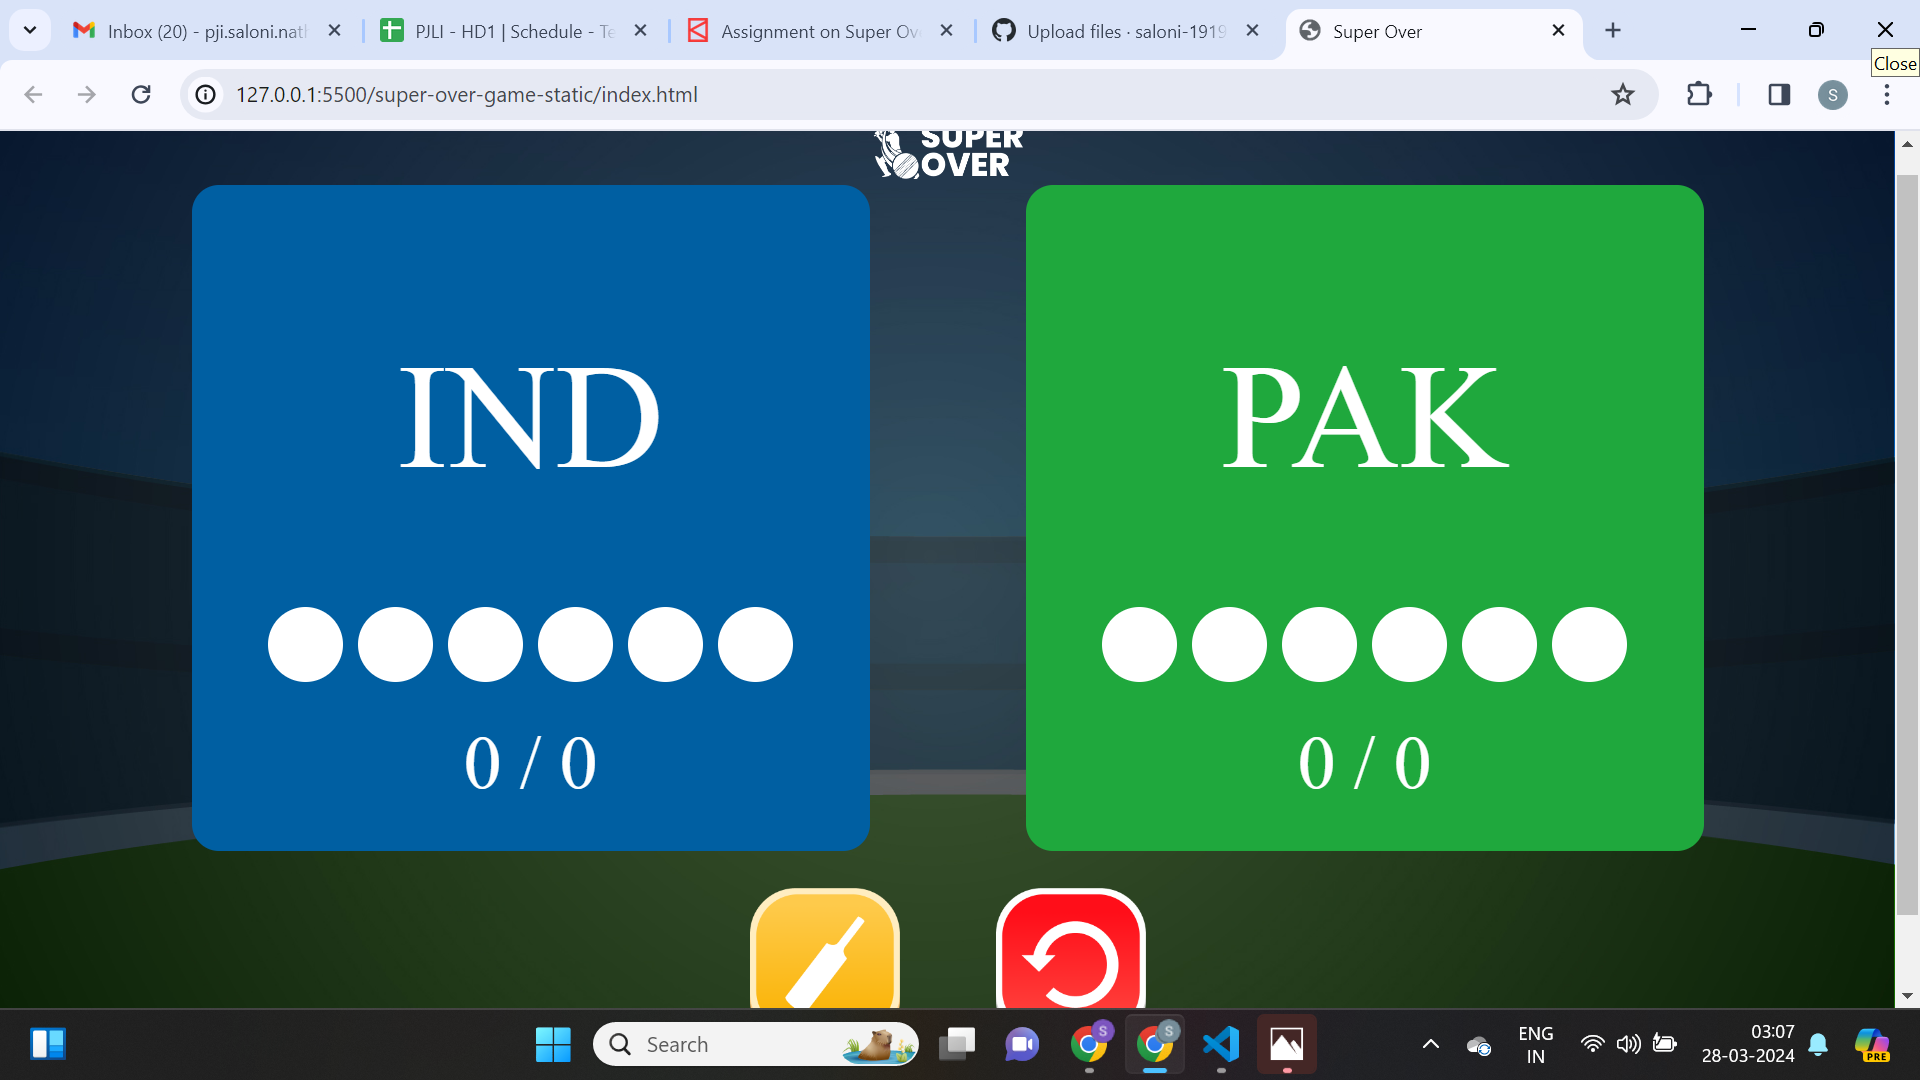 Inbox (20) - pji.saloni.nath
PJLI - HD1 | Schedule - Te
Assignment on Super Ov
Upload files · saloni-1919
Super Over
Close
127.0.0.1:5500/super-over-game-static/index.html
S
SUPER
OVER
IND
PAK
0 / 0
0 / 0
Search
S
S
ENG
IN
03:07
28-03-2024
PRE